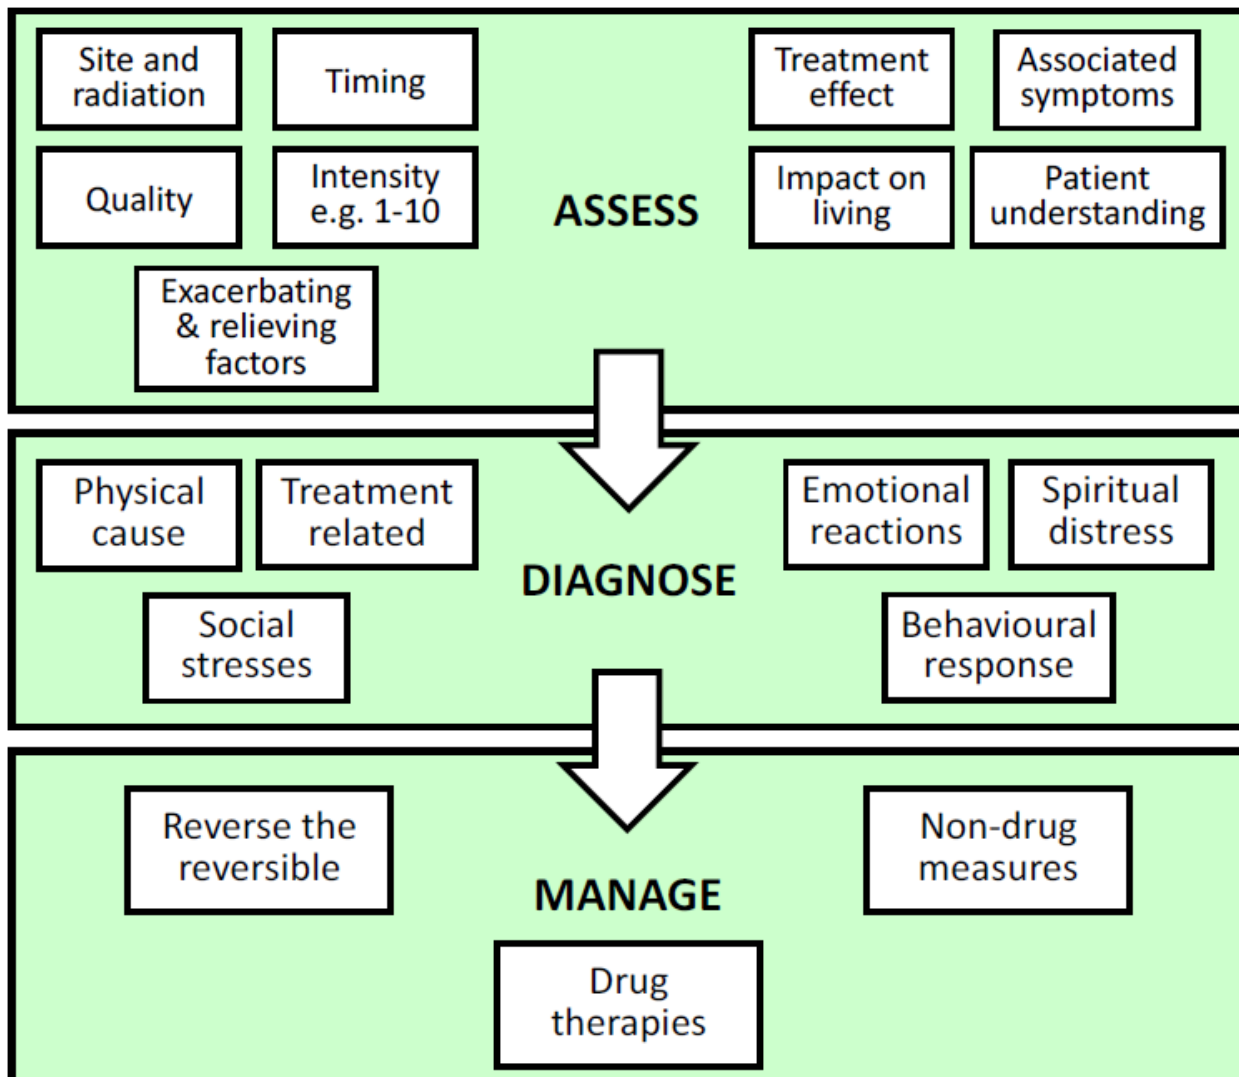 Site and
radiation
Timing
Treatment
effect
Associated
symptoms
Quality
Intensity
e.g. 1-10
ASSESS
Impact on
living
Patient
understanding
Exacerbating
& relieving
factors
Physical
cause
Treatment
related
Emotional
reactions
Spiritual
distress
DIAGNOSE
Social
stresses
Behavioural
response
Reverse the
reversible
Non-drug
measures
MANAGE
Drug
therapies